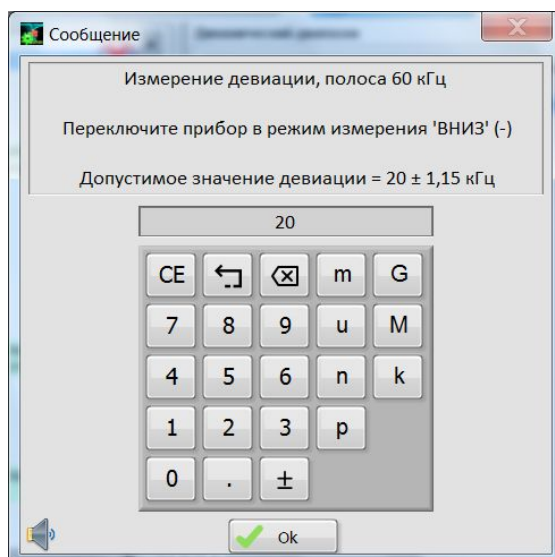 Сообщение
Измерение девиации, полоса 60 кГц
Переключите прибор в режим измерения 'ВНИЗ' (-)
Допустимое значение девиации = 20 ± 1,15 кГц
20
CE m G
7 8 9 u M
4 5 6 n k
1 2 3 p
0 . ±
Ok